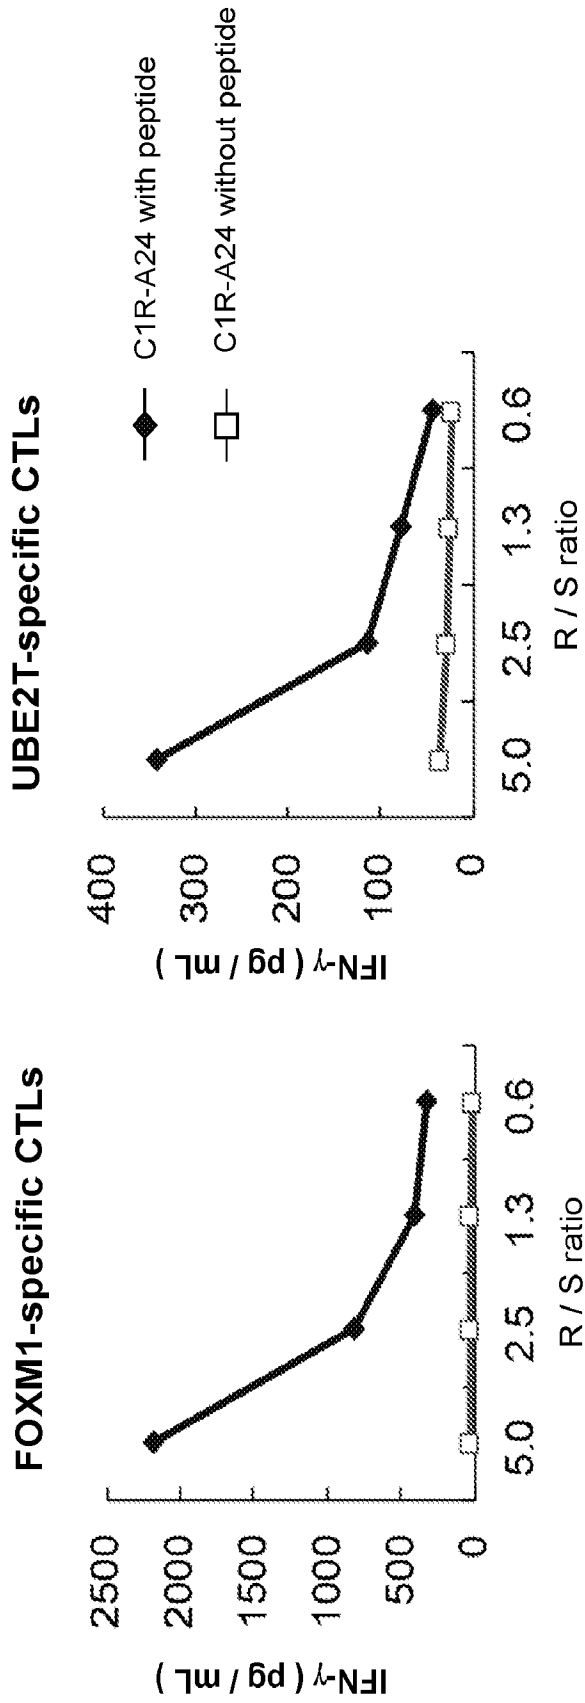 FOXM1-specific CTLs
IFN-γ ( pg / mL )
2500
2000
1500
1000
500
0
5.0 2.5 1.3 0.6
R / S ratio
UBE2T-specific CTLs
IFN-γ ( pg / mL )
400
300
200
100
0
5.0 2.5 1.3 0.6
R / S ratio
C1R-A24 with peptide
C1R-A24 without peptide